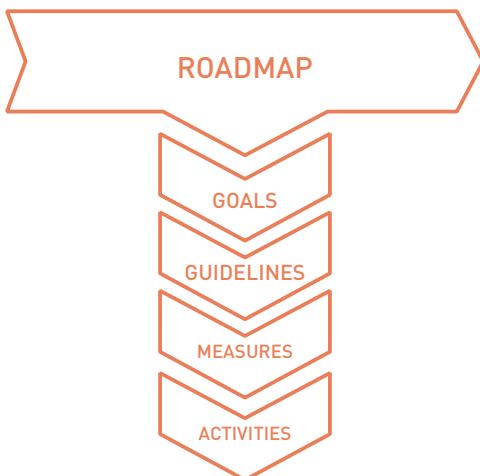 ROADMAP
GOALS
GUIDELINES
MEASURES
ACTIVITIES